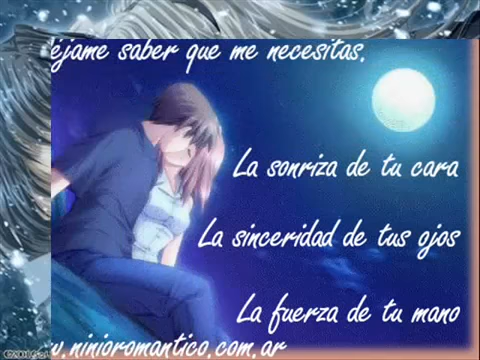 éjame saber que me necesitas.
La sonriza de tu cara
La sinceridad de tus ojos
La fuerza de tu mano
w.ninioromantico.com.ar